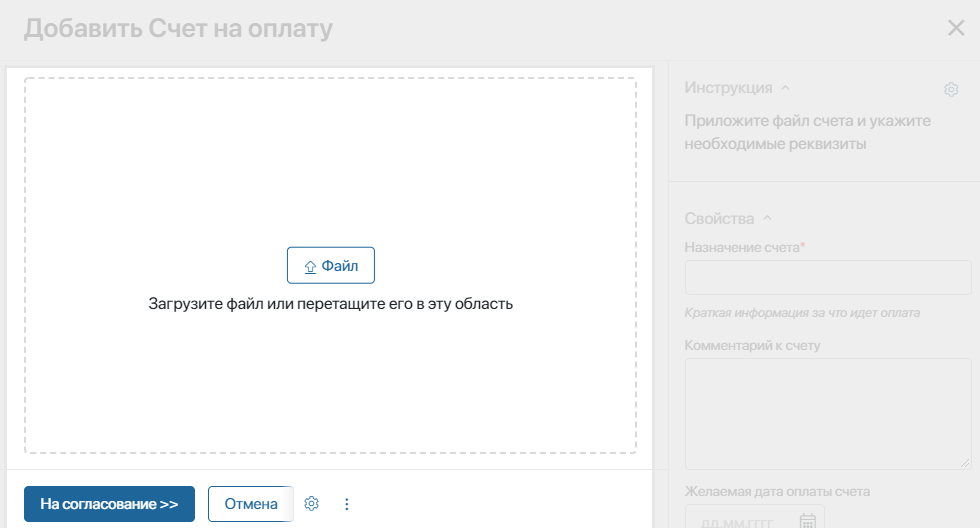 Добавить Счет на оплату
Файл
Загрузите файл или перетащите его в эту область
На согласование >>
Отмена
Инструкция
Приложите файл счета и укажите
необходимые реквизиты
Свойства
Назначение счета*
Краткая информация за что идет оплата
Комментарий к счету
Желаемая дата оплаты счета
дд.мм.гггг